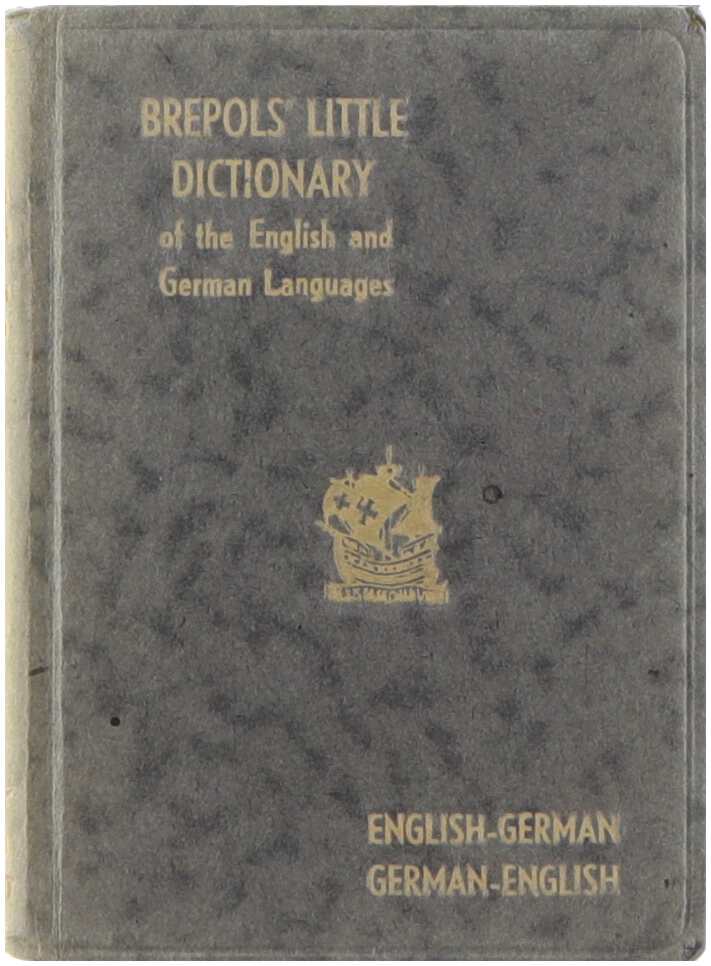 BREPOLS' LITTLE
DICTIONARY
of the English and
German Languages
ENGLISH-GERMAN
GERMAN-ENGLISH